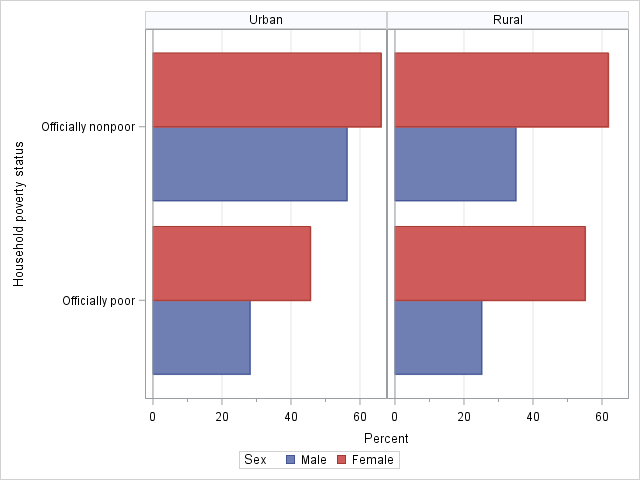 Urban Rural
Household poverty status
Officially nonpoor
Officially poor
0 20 40 60 0 20 40 60
Percent
Sex Male Female